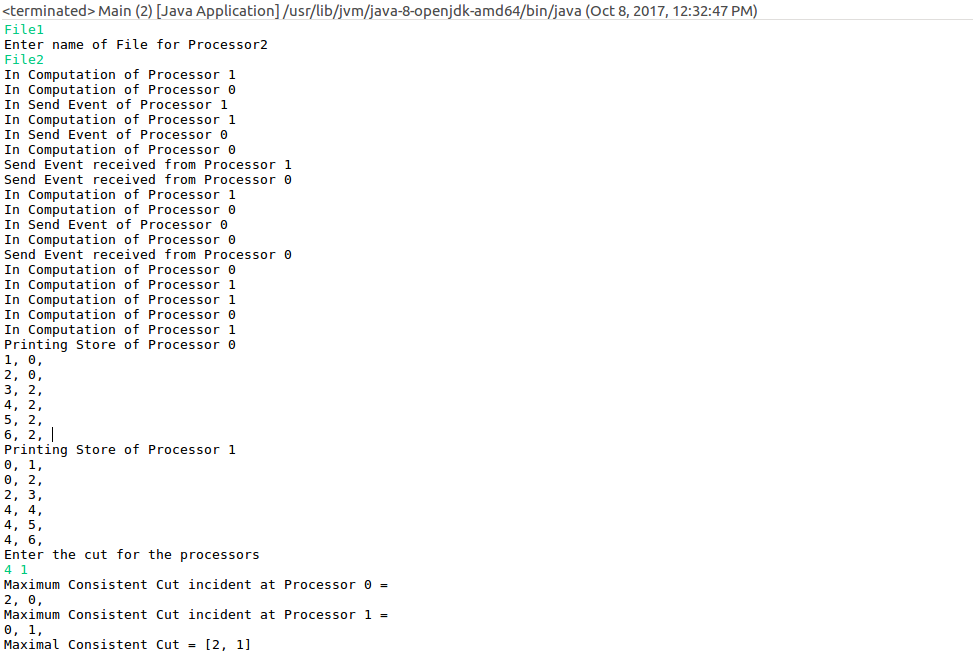 <terminated> Main (2) [Java Application] /usr/lib/jvm/java-8-openjdk-amd64/bin/java (Oct 8, 2017, 12:32:47 PM)
File1
Enter name of File for Processor2
File2
In Computation of Processor 1
In Computation of Processor 0
In Send Event of Processor 1
In Computation of Processor 1
In Send Event of Processor 0
In Computation of Processor 0
Send Event received from Processor 1
Send Event received from Processor 0
In Computation of Processor 1
In Computation of Processor 0
In Send Event of Processor 0
In Computation of Processor 0
Send Event received from Processor 0
In Computation of Processor 0
In Computation of Processor 1
In Computation of Processor 1
In Computation of Processor 0
In Computation of Processor 1
Printing Store of Processor 0
1, 0,
2, 0,
3, 2,
4, 2,
5, 2,
6, 2,
Printing Store of Processor 1
0, 1,
0, 2,
2, 3,
4, 4,
4, 5,
4, 6,
Enter the cut for the processors
4 1
Maximum Consistent Cut incident at Processor 0 =
2, 0,
Maximum Consistent Cut incident at Processor 1 =
0, 1,
Maximal Consistent Cut = [2, 1]